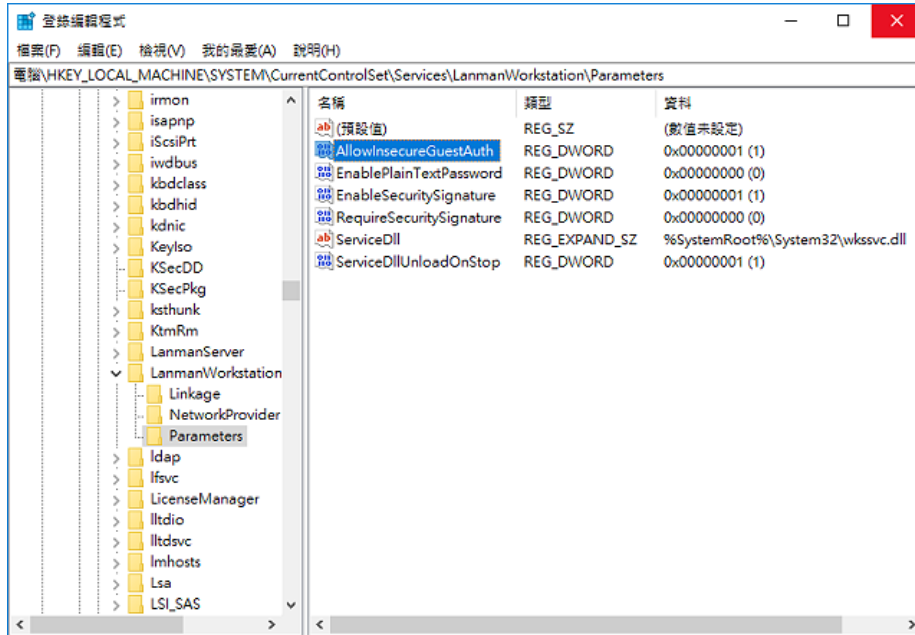 登錄編輯程式
檔案(F) 編輯(E) 檢視(V) 我的最愛(A) 說明(H)
電腦\HKEY_LOCAL_MACHINE\SYSTEM\CurrentControlSet\Services\LanmanWorkstation\Parameters
irmon
isapnp
iScsiPrt
iwdbus
kbdclass
kbdhid
kdnic
KeyIso
KSecDD
KSecPkg
ksthunk
KtmRm
LanmanServer
LanmanWorkstation
Linkage
NetworkProvider
Parameters
ldap
lfsvc
LicenseManager
lltdio
lltdsvc
lmhosts
Lsa
LSI_SAS
名稱 類型 資料
(預設值) REG_SZ (數值未設定)
AllowInsecureGuestAuth REG_DWORD 0x00000001 (1)
EnablePlainTextPassword REG_DWORD 0x00000000 (0)
EnableSecuritySignature REG_DWORD 0x00000001 (1)
RequireSecuritySignature REG_DWORD 0x00000000 (0)
ServiceDll REG_EXPAND_SZ %SystemRoot%\System32\wkssvc.dll
ServiceDllUnloadOnStop REG_DWORD 0x00000001 (1)